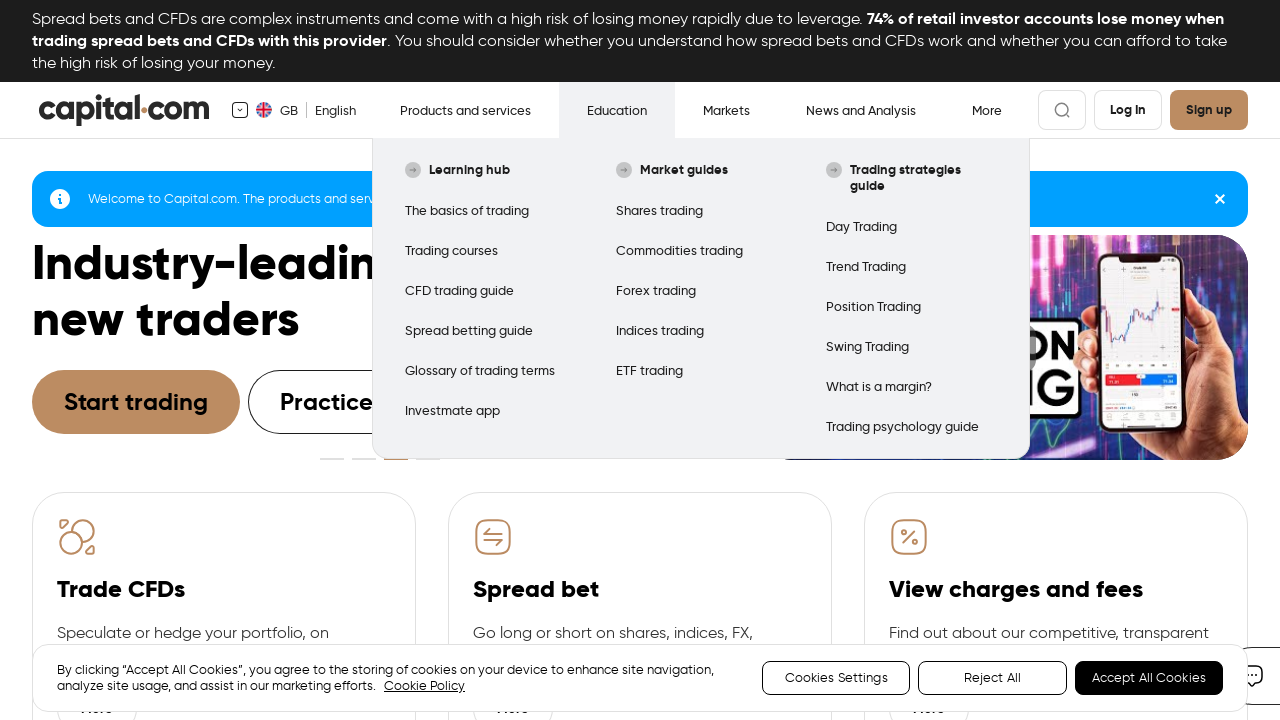 Spread bets and CFDs are complex instruments and come with a high risk of losing money rapidly due to leverage. 74% of retail investor accounts lose money when
trading spread bets and CFDs with this provider. You should consider whether you understand how spread bets and CFDs work and whether you can afford to take
the high risk of losing your money.
capital.com
GB
English
Products and services
Education
Markets
News and Analysis
More
Log In
Sign up
Learning hub
The basics of trading
Trading courses
CFD trading guide
Spread betting guide
Glossary of trading terms
Investmate app
Market guides
Shares trading
Commodities trading
Forex trading
Indices trading
ETF trading
Trading strategies
guide
Day Trading
Trend Trading
Position Trading
Swing Trading
What is a margin?
Trading psychology guide
Welcome to Capital.com. The products and serv
Industry-leadin
new traders
Start trading
Practice
Trade CFDs
Speculate or hedge your portfolio, on
Spread bet
Go long or short on shares, indices, FX,
View charges and fees
Find out about our competitive, transparent
By clicking “Accept All Cookies”, you agree to the storing of cookies on your device to enhance site navigation,
analyze site usage, and assist in our marketing efforts. Cookie Policy
Cookies Settings
Reject All
Accept All Cookies